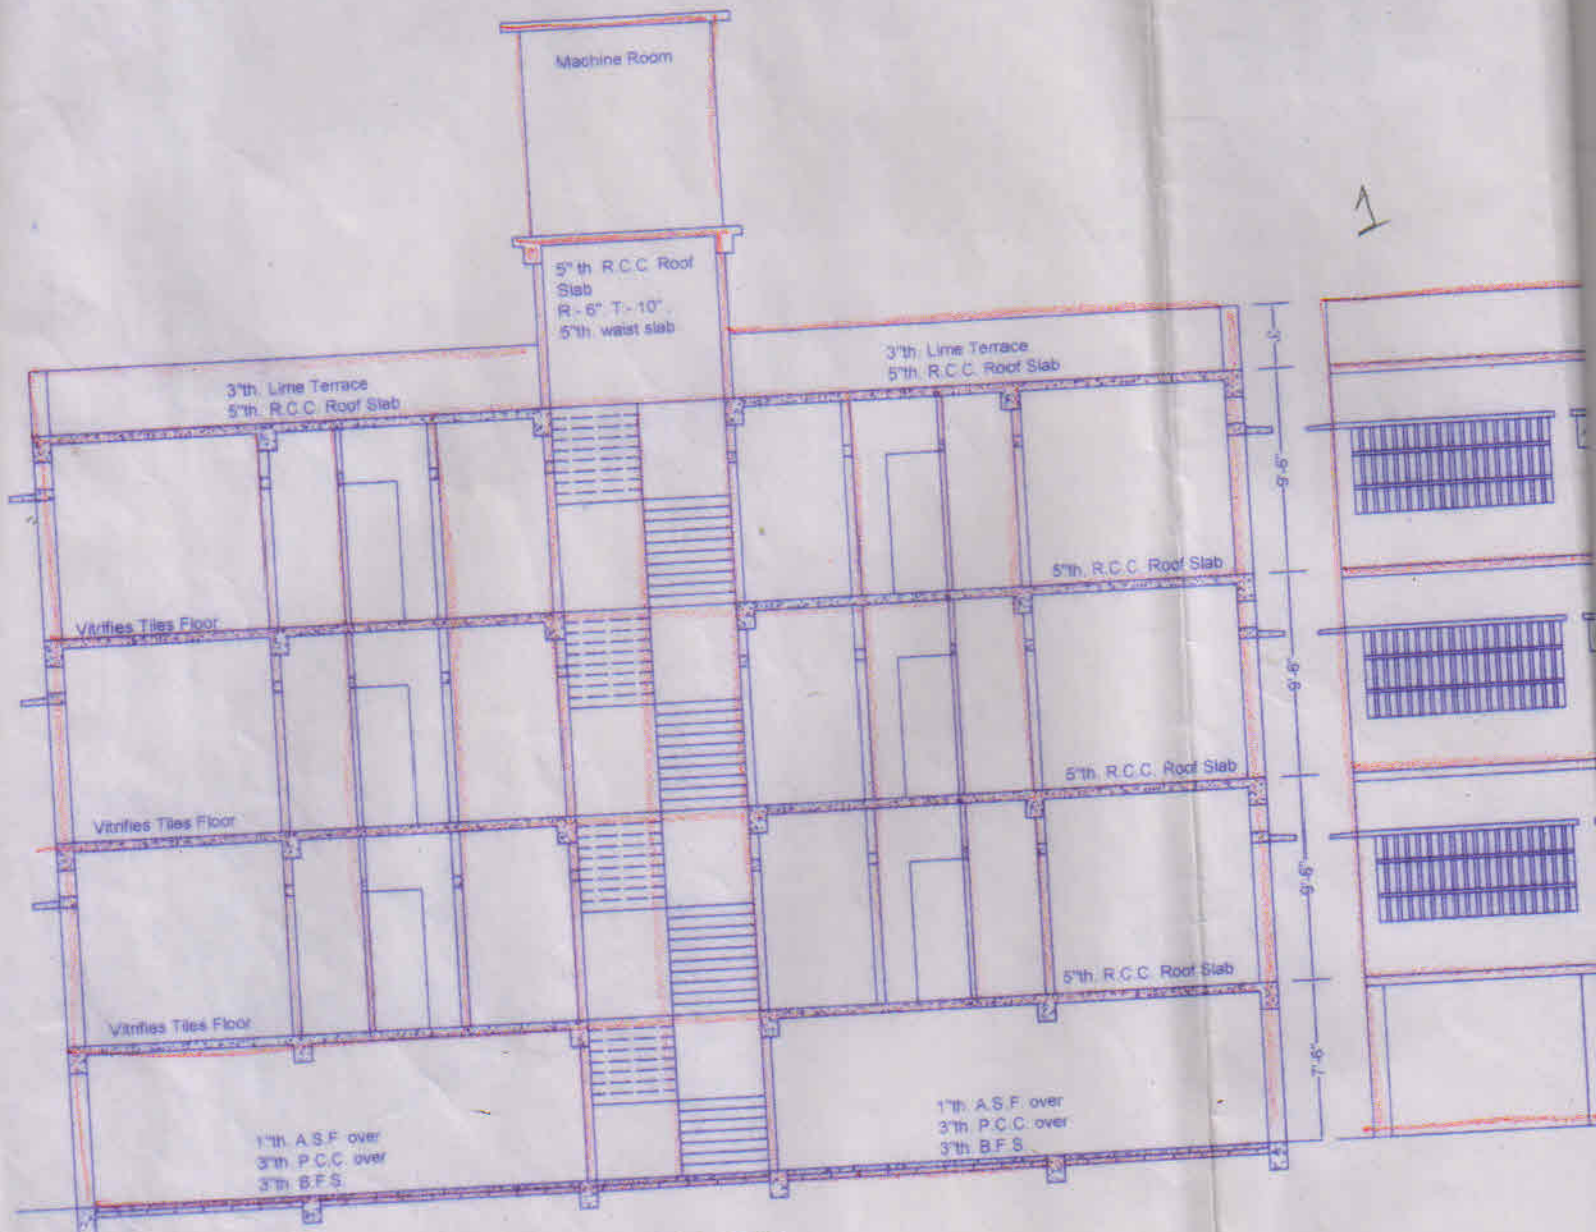 Machine Room
5"th R.C.C. Roof
Slab
R - 6" T - 10"
5"th. waist slab
1
3"th. Lime Terrace
5"th. R.C.C. Roof Slab
3"th. Lime Terrace
5"th. R.C.C. Roof Slab
3'
9'-6"
5"th. R.C.C. Roof Slab
Vitrifies Tiles Floor
9'-6"
5"th. R.C.C. Roof Slab
Vitrifies Tiles Floor
9'-6"
5"th. R.C.C. Roof Slab
Vitrifies Tiles Floor
7'-6"
1"th. A.S.F. over
3"th. P.C.C. over
3"th. B.F.S.
1"th. A.S.F. over
3"th. P.C.C. over
3"th. B.F.S.